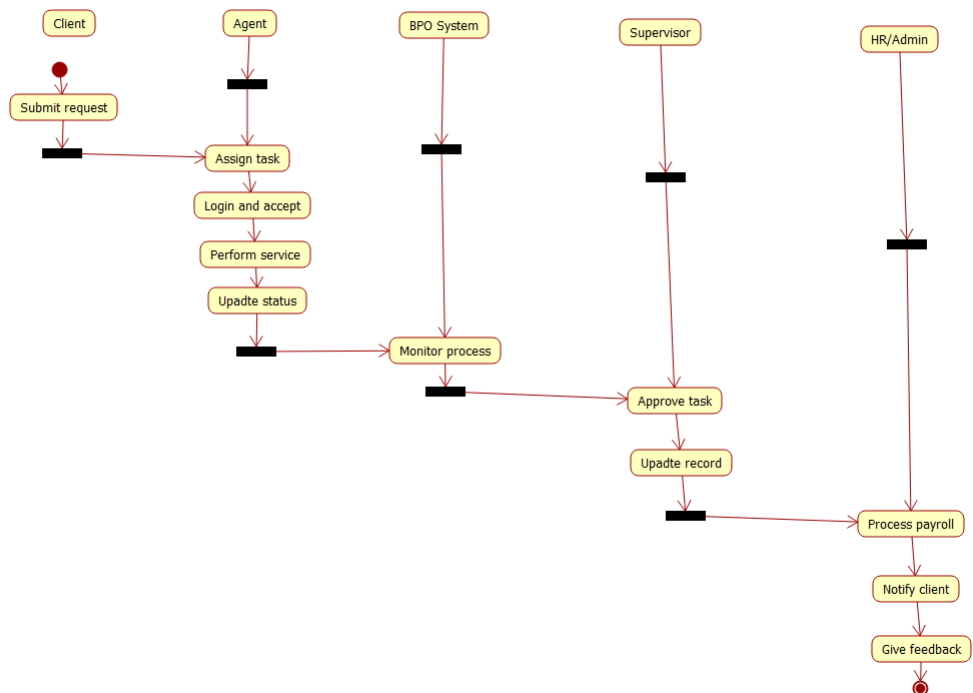 Client
Agent
BPO System
Supervisor
HR/Admin
Submit request
Assign task
Login and accept
Perform service
Upadte status
Monitor process
Approve task
Upadte record
Process payroll
Notify client
Give feedback